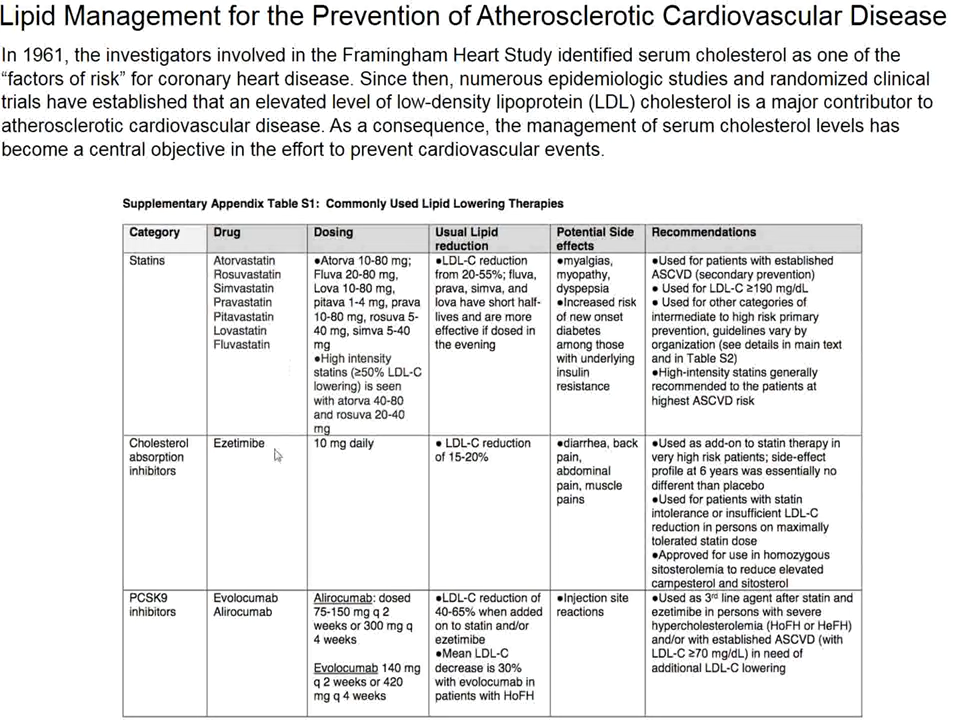 Lipid Management for the Prevention of Atherosclerotic Cardiovascular Disease
In 1961, the investigators involved in the Framingham Heart Study identified serum cholesterol as one of the
“factors of risk” for coronary heart disease. Since then, numerous epidemiologic studies and randomized clinical
trials have established that an elevated level of low-density lipoprotein (LDL) cholesterol is a major contributor to
atherosclerotic cardiovascular disease. As a consequence, the management of serum cholesterol levels has
become a central objective in the effort to prevent cardiovascular events.
Supplementary Appendix Table S1: Commonly Used Lipid Lowering Therapies
Category
Drug
Dosing
Usual Lipid
reduction
Potential Side
effects
Recommendations
Statins
Atorvastatin
Rosuvastatin
Simvastatin
Pravastatin
Pitavastatin
Lovastatin
Fluvastatin
●Atorva 10-80 mg;
Fluva 20-80 mg,
Lova 10-80 mg,
pitava 1-4 mg, prava
10-80 mg, rosuva 5-
40 mg, simva 5-40
mg
●High intensity
statins (≥50% LDL-C
lowering) is seen
with atorva 40-80
and rosuva 20-40
mg
●LDL-C reduction
from 20-55%; fluva,
prava, simva, and
lova have short half-
lives and are more
effective if dosed in
the evening
●myalgias,
myopathy,
dyspepsia
●Increased risk
of new onset
diabetes
among those
with underlying
insulin
resistance
●Used for patients with established
ASCVD (secondary prevention)
● Used for LDL-C ≥190 mg/dL
● Used for other categories of
intermediate to high risk primary
prevention, guidelines vary by
organization (see details in main text
and in Table S2)
●High-intensity statins generally
recommended to the patients at
highest ASCVD risk
Cholesterol
absorption
inhibitors
Ezetimibe
10 mg daily
● LDL-C reduction
of 15-20%
●diarrhea, back
pain,
abdominal
pain, muscle
pains
●Used as add-on to statin therapy in
very high risk patients; side-effect
profile at 6 years was essentially no
different than placebo
●Used for patients with statin
intolerance or insufficient LDL-C
reduction in persons on maximally
tolerated statin dose
●Approved for use in homozygous
sitosterolemia to reduce elevated
campesterol and sitosterol
PCSK9
inhibitors
Evolocumab
Alirocumab
Alirocumab: dosed
75-150 mg q 2
weeks or 300 mg q
4 weeks
Evolocumab 140 mg
q 2 weeks or 420
mg q 4 weeks
●LDL-C reduction of
40-65% when added
on to statin and/or
ezetimibe
●Mean LDL-C
decrease is 30%
with evolocumab in
patients with HoFH
●Injection site
reactions
●Used as 3rd line agent after statin and
ezetimibe in persons with severe
hypercholesterolemia (HoFH or HeFH)
and/or with established ASCVD (with
LDL-C ≥70 mg/dL) in need of
additional LDL-C lowering